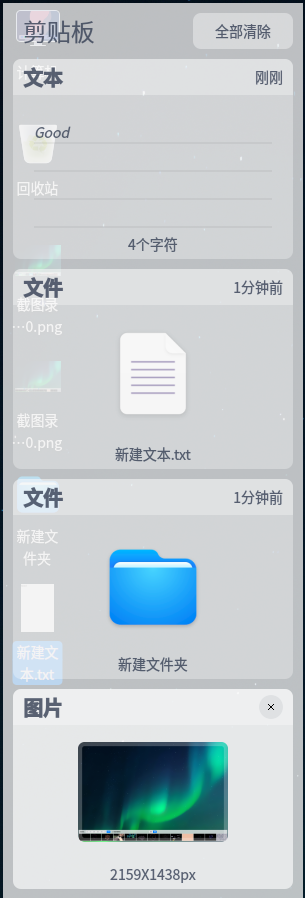 剪贴板
全部清除
文本
刚刚
Good
4个字符
回收站
文件
1分钟前
截图录
…0.png
新建文本.txt
截图录
…0.png
文件
1分钟前
新建文
件夹
新建文件夹
新建文
本.txt
图片
2159X1438px